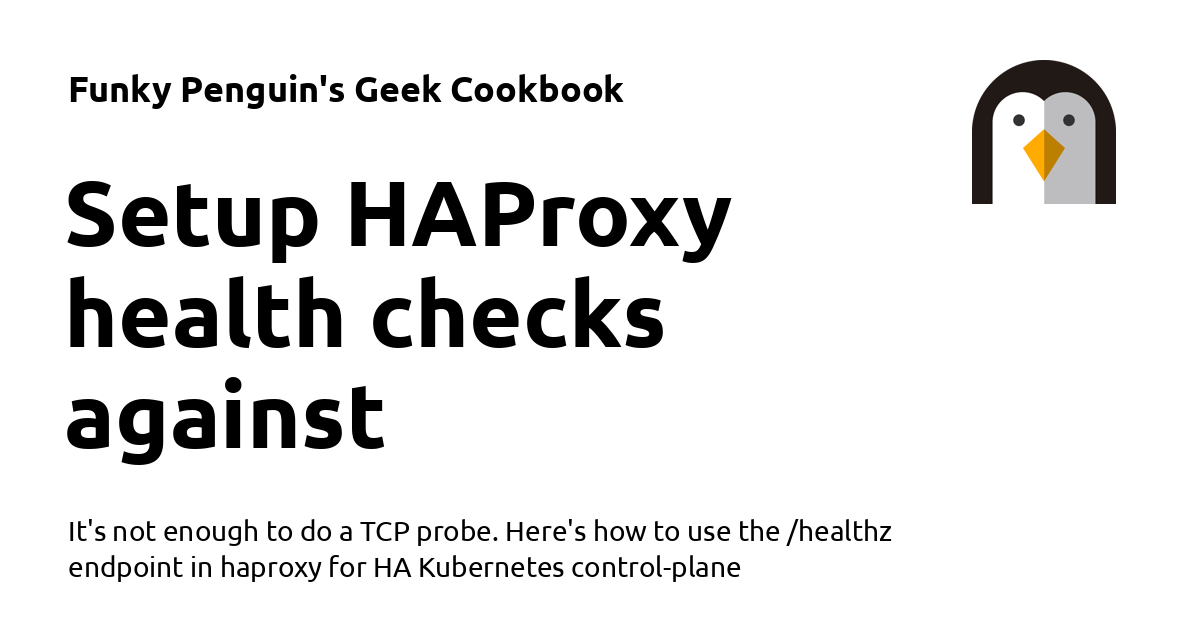 Funky Penguin's Geek Cookbook
Setup HAProxy
health checks
against
It's not enough to do a TCP probe. Here's how to use the /healthz
endpoint in haproxy for HA Kubernetes control-plane